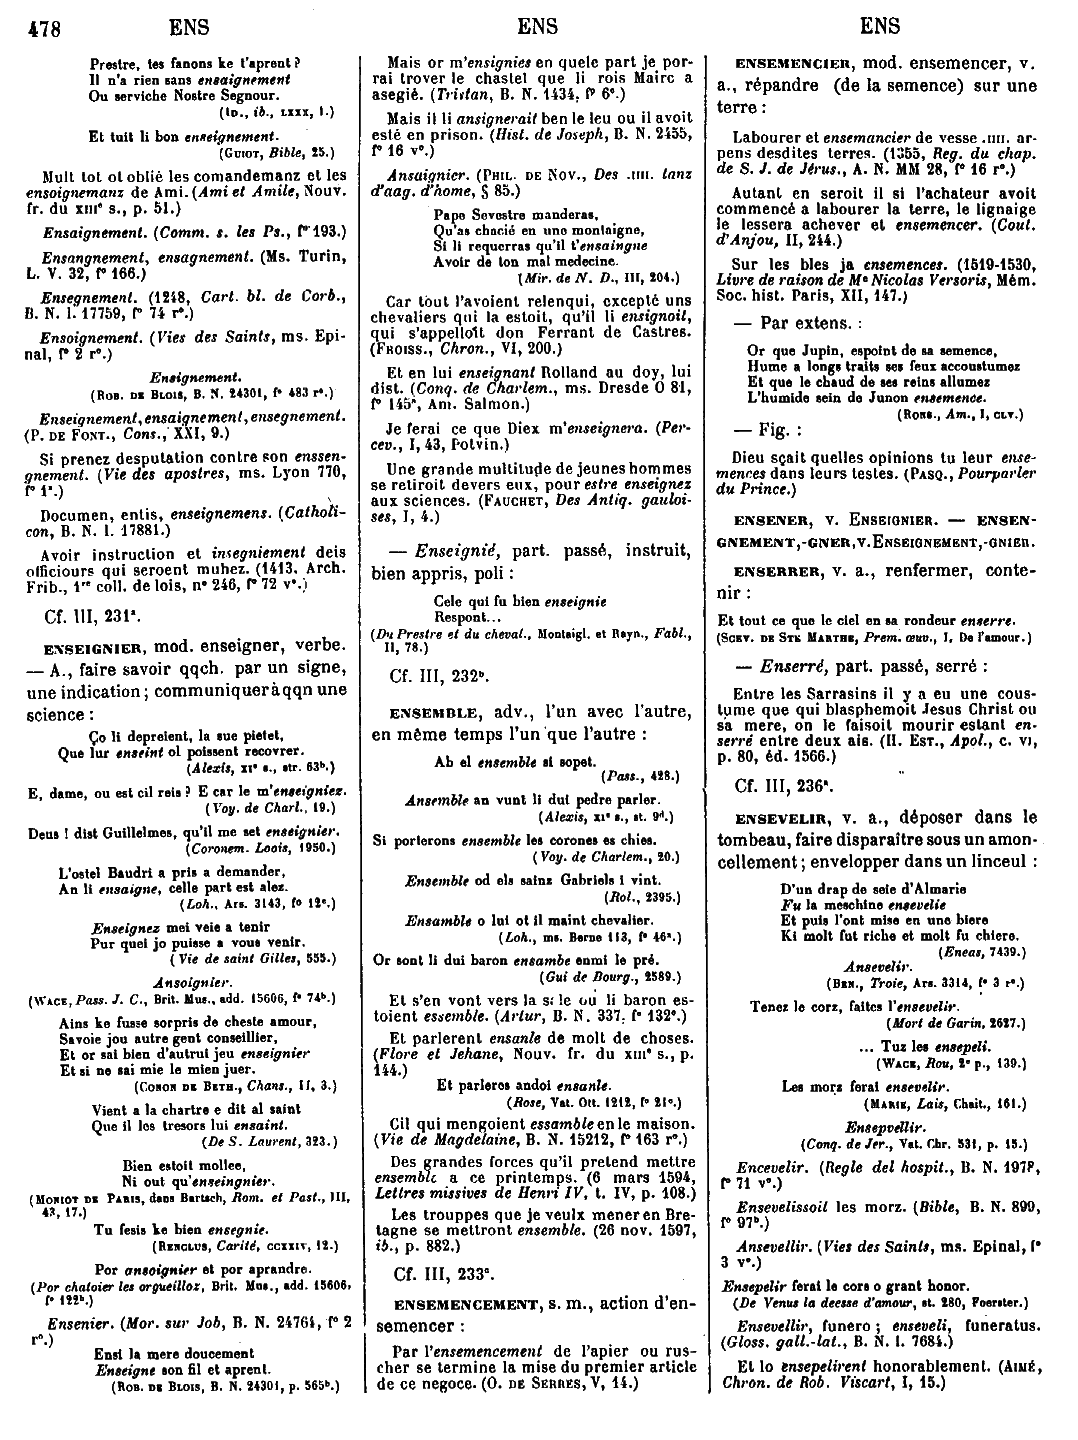 478 ENS ENS ENS
Prestre, tes fanons ke t'aprent?
Il n'a rien sans ensaignement
Ou serviche Nostre Segnour.
(ID., ib., LXXX, 1.)
Et tuit li bon enseignement.
(GUIOT, Bible, 25.)
Mult tot ot oblié les comandemanz et les
ensoignemanz de Ami. (Ami et Amile, Nouv.
fr. du XIIIe s., p. 51.)
Ensaignement. (Comm. s. les Ps., f° 193.)
Ensangnement, ensagnement. (Ms. Turin,
L. V. 32, f° 166.)
Ensegnement. (1248, Cart. bl. de Corb.,
B. N. l. 17759, f° 74 r°.)
Ensoignement. (Vies des Saints, ms. Epi-
nal, f° 2 r°.)
Ensignement.
(ROB. DE BLOIS, B. N. 24301, f° 483 r°.)
Enseignement, ensaignement, ensegnement.
(P. DE FONT., Cons., XXI, 9.)
Si prenez desputation contre son enssen-
gnement. (Vie des apostres, ms. Lyon 770,
f° 1a.)
Documen, entis, enseignemens. (Catholi-
con, B. N. l. 17881.)
Avoir instruction et insegniement deis
officiours qui seroent muhez. (1413, Arch.
Frib., 1re coll. de lois, n° 246, f° 72 v°.)
Cf. III, 231a.
ENSEIGNIER, mod. enseigner, verbe.
— A., faire savoir qqch. par un signe,
une indication; communiquer à qqn une
science :
Ço li depreient, la sue pietet,
Que lur enseint ol poissent recovrer.
(Alexis, XIe s., str. 63b.)
E, dame, ou est cil reis? E car le m'enseigniez.
(Voy. de Charl., 19.)
Deus! dist Guillelmes, qu'il me set enseignier.
(Coronem. Loois, 1950.)
L'ostel Baudri a pris a demander,
An li ensaigne, celle part est alez.
(Loh., Ars. 3143, f° 12c.)
Enseignez mei veie a tenir
Pur quei jo puisse a vous venir.
(Vie de saint Gilles, 555.)
Ansoignier.
(WACE, Pass. J. C., Brit. Mus., add. 15606, f° 74b.)
Ains ke fusse sorpris de cheste amour,
Savoie jou autre gent conseillier,
Et or sai bien d'autrui jeu enseignier
Et si ne sai mie le mien juer.
(CONON DE BETH., Chans., II, 3.)
Vient a la chartre e dit al saint
Que il les tresors lui ensaint.
(De S. Laurent, 323.)
Bien estoit mollee,
Ni out qu'enseingnier.
(MONIOT DE PARIS, dans Bartsch, Rom. et Past., III,
43, 17.)
Tu fesis ke bien ensegnie.
(RENCLUS, Carité, CCXXIV, 12.)
Por ansoignier et por aprandre.
(Por chatoier les orgueilloz, Brit. Mus., add. 15606,
f° 122b.)
Ensenier. (Mor. sur Job, B. N. 24764, f° 2
r°.)
Ensi la mere doucement
Enseigne son fil et aprent.
(ROB. DE BLOIS, B. N. 24301, p. 565b.)
Mais or m'ensignies en quele part je por-
rai trover le chastel que li rois Mairc a
asegié. (Tristan, B. N. 1434, f° 6c.)
Mais il li ansignerait ben le leu ou il avoit
esté en prison. (Hist. de Joseph, B. N. 2455,
f° 16 v°.)
Ansaignier. (PHIL. DE NOV., Des .IIII. tanz
d'aag. d'home, § 85.)
Pape Sevestre manderas,
Qu'as chacié en une montaigne,
Si li requerras qu'il t'ensaingne
Avoir de ton mal medecine.
(Mir. de N. D., III, 204.)
Car tout l'avoient relenqui, excepté uns
chevaliers qui la estoit, qu'il li ensignoit,
qui s'appelloit don Ferrant de Castres.
(FROISS., Chron., VI, 200.)
Et en lui enseignant Rolland au doy, lui
dist. (Conq. de Charlem., ms. Dresde O 81,
f° 145a, Am. Salmon.)
Je ferai ce que Diex m'enseignera. (Per-
cev., I, 43, Potvin.)
Une grande multitude de jeunes hommes
se retiroit devers eux, pour estre enseignez
aux sciences. (FAUCHET, Des Antiq. gauloi-
ses, I, 4.)
— Enseignié, part. passé, instruit,
bien appris, poli :
Cele qui fu bien enseignie
Respont...
(Du Prestre et du cheval., Montaigl. et Rayn., Fabl.,
II, 78.)
Cf. III, 232b.
ENSEMBLE, adv., l'un avec l'autre,
en même temps l'un que l'autre :
Ab el ensemble si sopet.
(Pass., 428.)
Ansemble an vunt li dui pedre parler.
(Alexis, XIe s., st. 9d.)
Si porterons ensemble les corones es chies.
(Voy. de Charlem., 20.)
Ensemble od els sainz Gabriels i vint.
(Rol., 2395.)
Ensamble o lui ot il maint chevalier.
(Loh., ms. Berne 113, f° 46a.)
Or sont li dui baron ensambe enmi le pré.
(Gui de Bourg., 2589.)
Et s'en vont vers la sale ou li baron es-
toient essemble. (Artur, B. N. 337, f° 132c.)
Et parlerent ensanle de molt de choses.
(Flore et Jehane, Nouv. fr. du XIIIe s., p.
144.)
Et parleres andoi ensanle.
(Rose, Vat. Ott. 1212, f° 21c.)
Cil qui mengoient essamble en le maison.
(Vie de Magdelaine, B. N. 15212, f° 163 r°.)
Des grandes forces qu'il pretend mettre
ensemble a ce printemps. (6 mars 1594,
Lettres missives de Henri IV, t. IV, p. 108.)
Les trouppes que je veulx mener en Bre-
tagne se mettront ensemble. (26 nov. 1597,
ib., p. 882.)
Cf. III, 233c.
ENSEMENCEMENT, s. m., action d'en-
semencer :
Par l'ensemencement de l'apier ou rus-
cher se termine la mise du premier article
de ce negoce. (O. DE SERRES, V, 14.)
ENSEMENCIER, mod. ensemencer, v.
a., répandre (de la semence) sur une
terre :
Labourer et ensemancier de vesse .IIII. ar-
pens desdites terres. (1355, Reg. du chap.
de S. J. de Jérus., A. N. MM 28, f° 16 r°.)
Autant en seroit il si l'achateur avoit
commencé a labourer la terre, le lignaige
le lessera achever et ensemencer. (Cout.
d'Anjou, II, 244.)
Sur les bles ja ensemences. (1519-1530,
Livre de raison de Me Nicolas Versoris, Mém.
Soc. hist. Paris, XII, 147.)
— Par extens. :
Or que Jupin, espoint de sa semence,
Hume a longs traits ses feux accoustumez
Et que le chaud de ses reins allumez
L'humide sein de Junon ensemence.
(RONS., Am., I, CLV.)
— Fig. :
Dieu sçait quelles opinions tu leur ense-
mences dans leurs testes. (PASQ., Pourparler
du Prince.)
ENSENER, V. ENSEIGNIER. — ENSEN-
GNEMENT, -GNER, V. ENSEIGNEMENT, -GNIER.
ENSERRER, v. a., renfermer, conte-
nir :
Et tout ce que le ciel en sa rondeur enserre.
(SCEV. DE STE MARTHE, Prem. œuv., I, De l'amour.)
— Enserré, part. passé, serré :
Entre les Sarrasins il y a eu une cous-
tume que qui blasphemoit Jesus Christ ou
sa mere, on le faisoit mourir estant en-
serré entre deux ais. (H. EST., Apol., c. VI,
p. 80, éd. 1566.)
Cf. III, 236a.
ENSEVELIR, v. a., déposer dans le
tombeau, faire disparaître sous un amon-
cellement; envelopper dans un linceul :
D'un drap de seie d'Almarie
Fu la meschine ensevelie
Et puis l'ont mise en une biere
Ki molt fut riche et molt fu chiere.
(Eneas, 7439.)
Ansevelir.
(BEN., Troie, Ars. 3314, f° 3 r°.)
Tenez le corz, faites l'ensevelir.
(Mort de Garin, 2627.)
... Tuz les ensepeli.
(WACE, Rou, 2e p., 139.)
Les morz ferai ensevelir.
(MARIE, Lais, Chait., 161.)
Ensepvellir.
(Conq. de Jer., Vat. Chr. 531, p. 15.)
Encevelir. (Regle del hospit., B. N. 1978,
f° 71 v°.)
Ensevelissoil les morz. (Bible, B. N. 899,
f° 97b.)
Ansevellir. (Vies des Saints, ms. Epinal, f°
3 v°.)
Ensepelir ferai le cors o grant honor.
(De Venus la deesse d'amour, st. 280, Foerster.)
Ensevellir, funero; enseveli, funeratus.
(Gloss. gall.-lat., B. N. l. 7684.)
Et lo ensepelirent honorablement. (AIMÉ,
Chron. de Rob. Viscart, I, 15.)